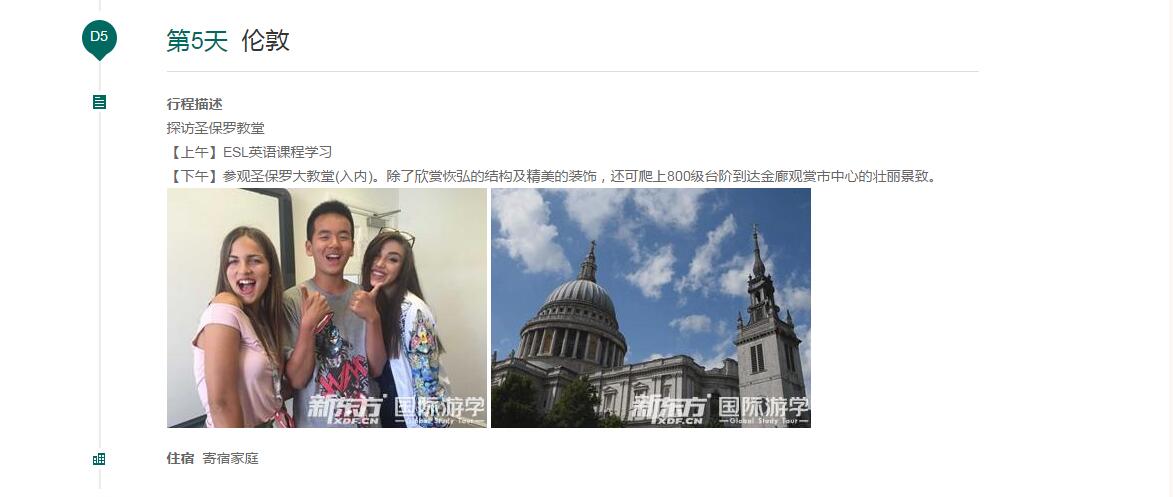 D5
第5天 伦敦
行程描述
探访圣保罗教堂
【上午】ESL英语课程学习
【下午】参观圣保罗大教堂(入内)。除了欣赏恢弘的结构及精美的装饰，还可爬上800级台阶到达金廊观赏市中心的壮丽景致。
新东方 国际游学
XDF.CN —Global Study Tour—
新东方 国际游学
XDF.CN —Global Study Tour—
住宿 寄宿家庭